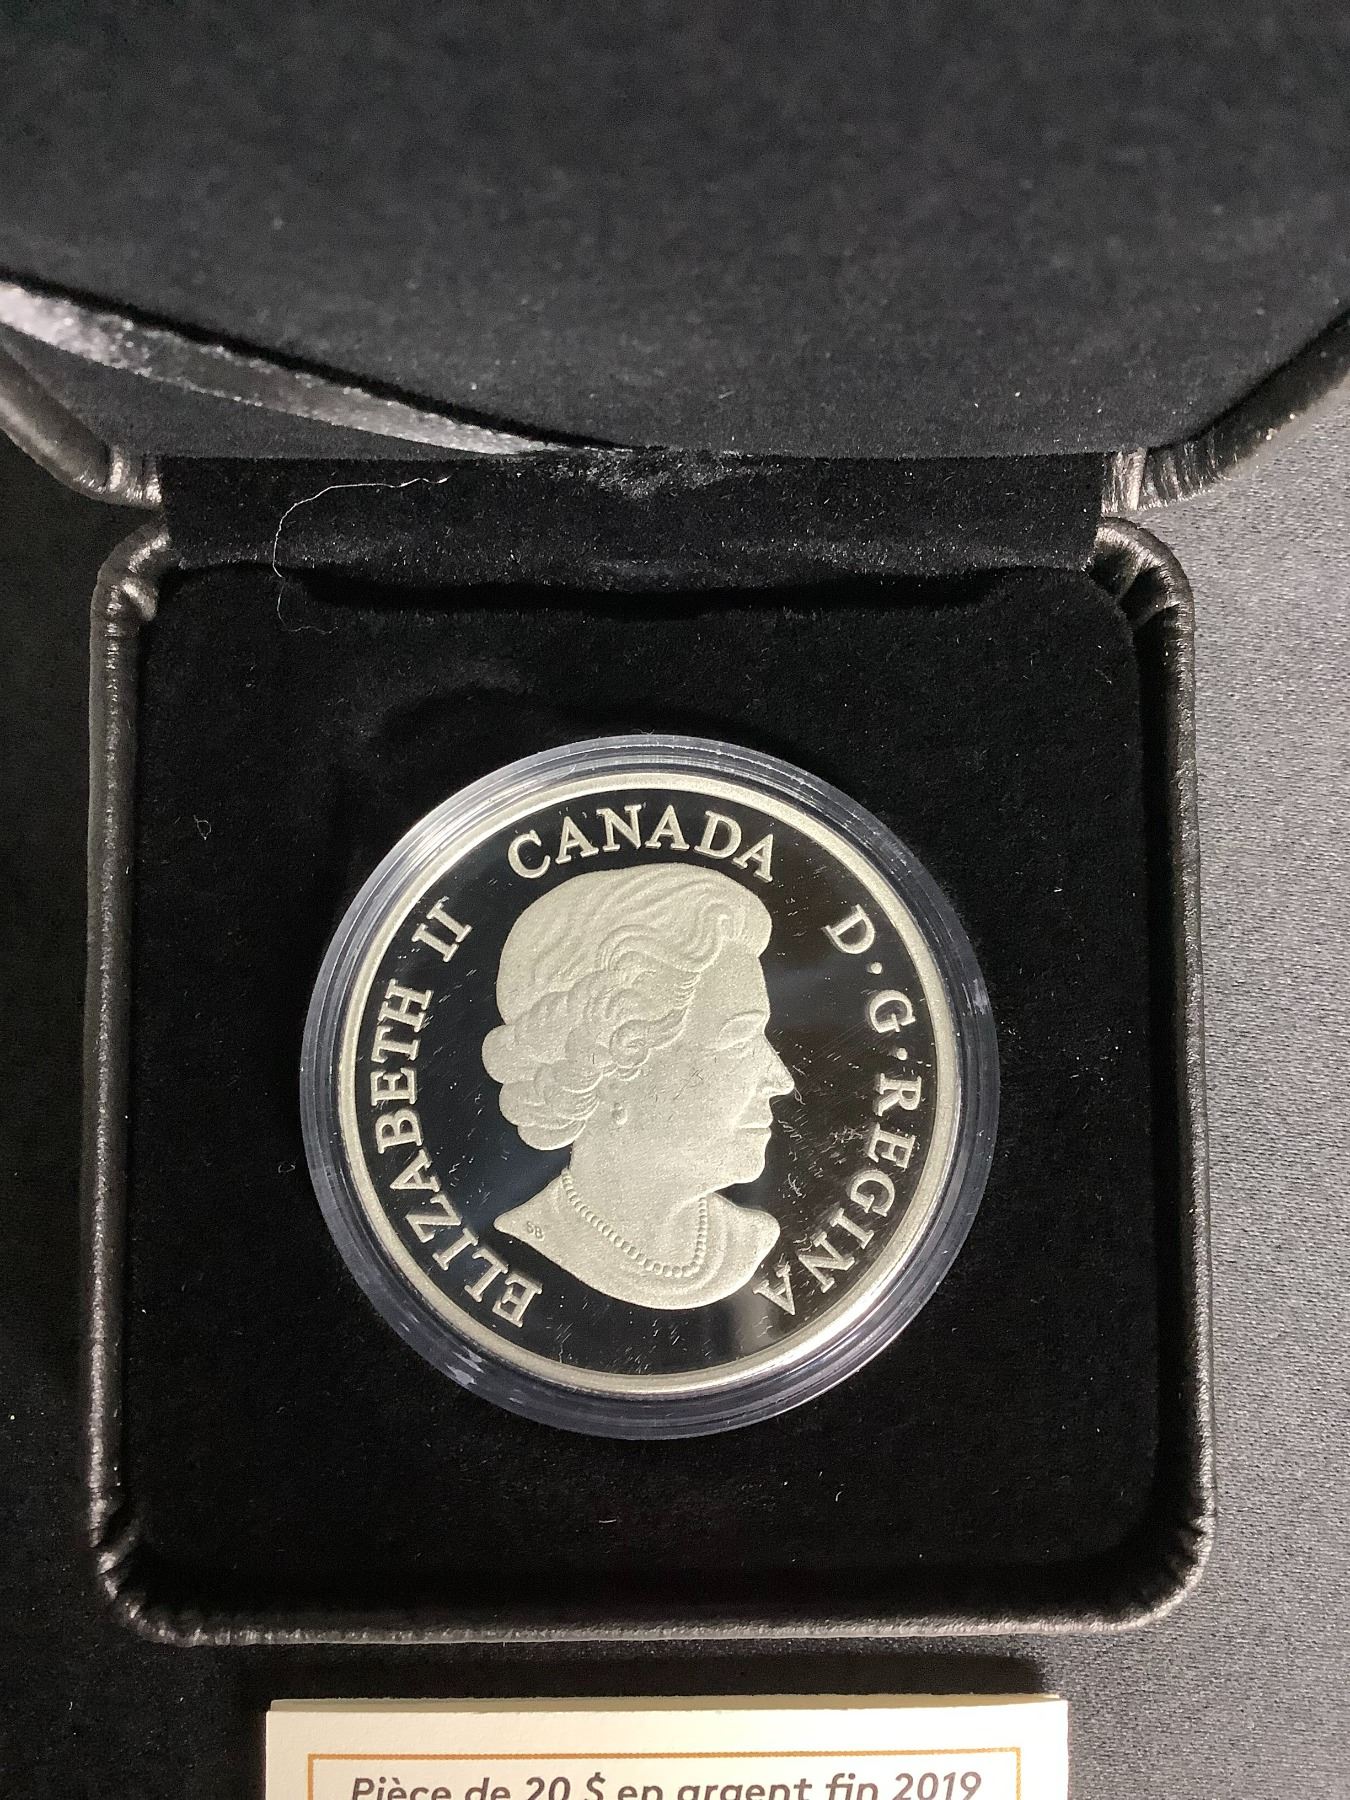 ELIZABETH II CANADA D·G·REGINA
SB
Pièce de 20 $ en argent fin 2019